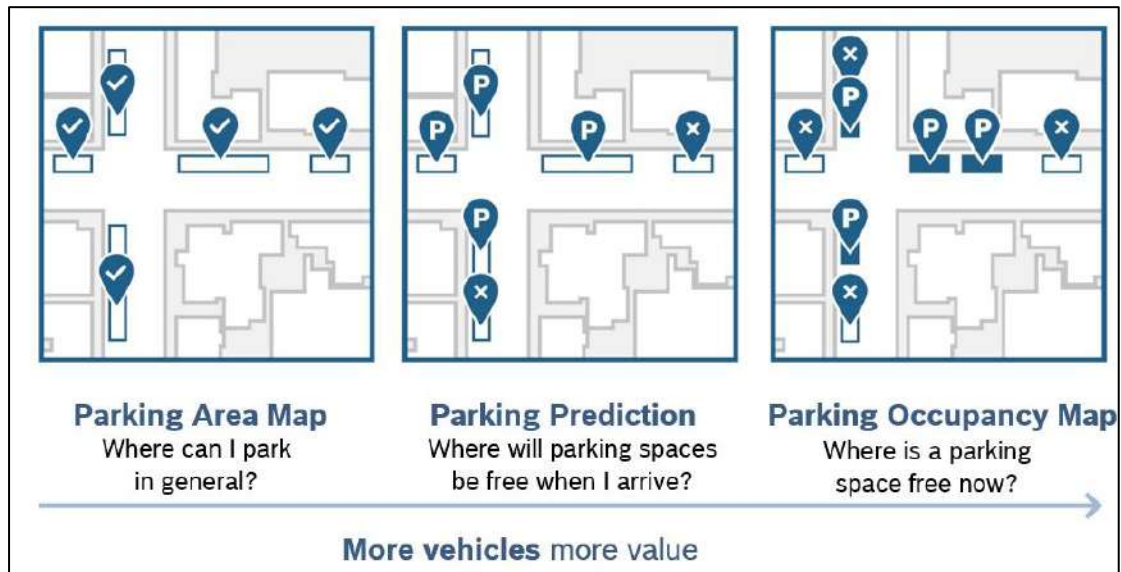 Parking Area Map
Where can I park
in general?
Parking Prediction
Where will parking spaces
be free when I arrive?
Parking Occupancy Map
Where is a parking
space free now?
More vehicles more value
P
P
P
P
P
P
P
P